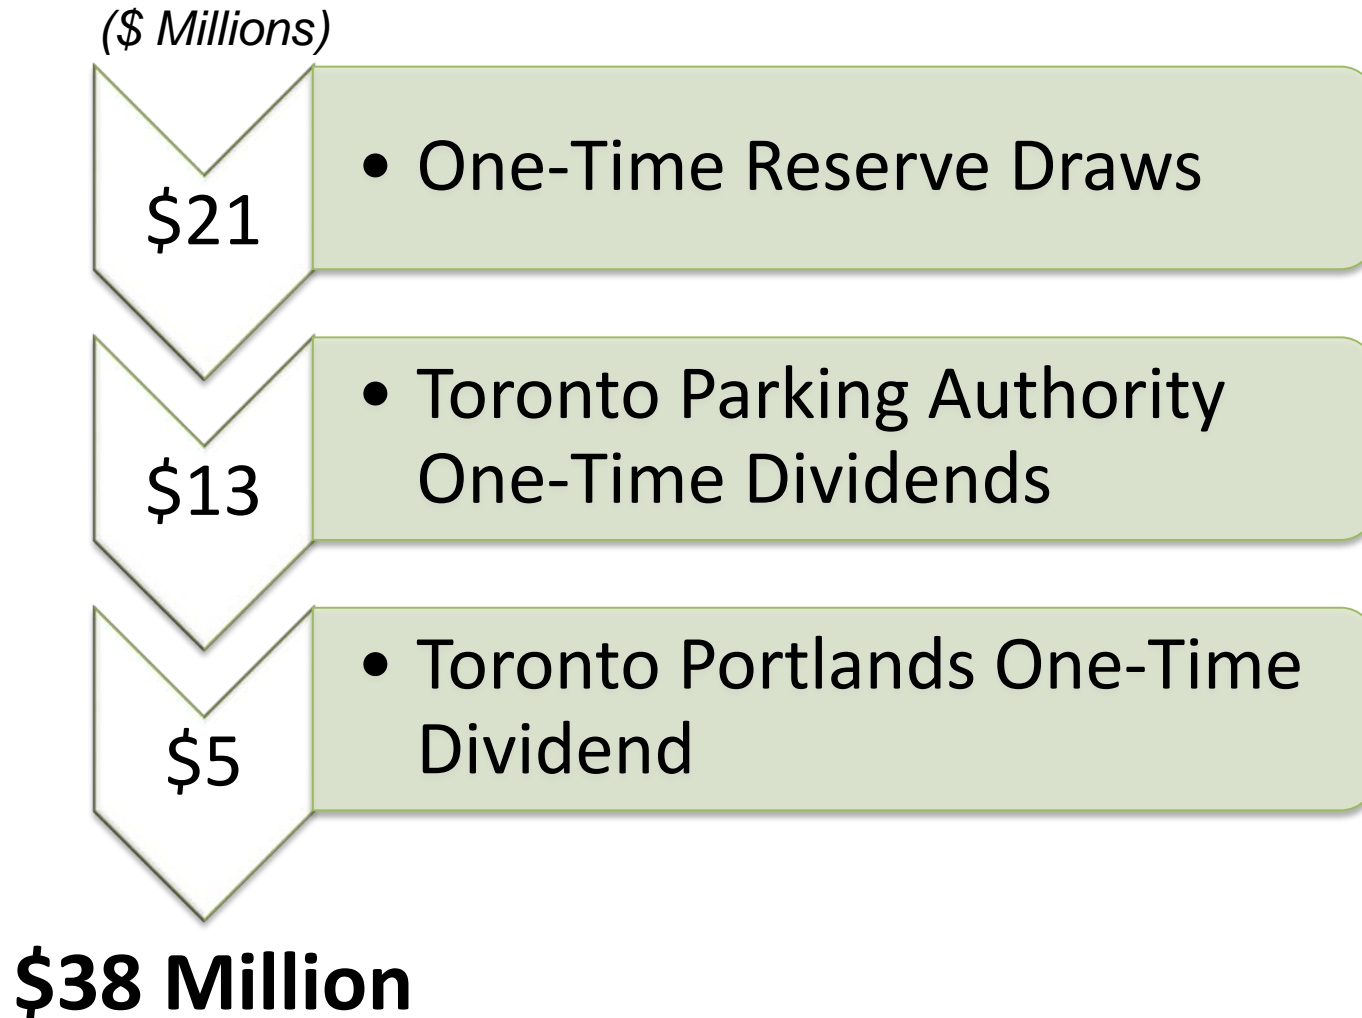 ($ Millions)
$21
• One-Time Reserve Draws
$13
• Toronto Parking Authority
One-Time Dividends
$5
• Toronto Portlands One-Time
Dividend
$38 Million